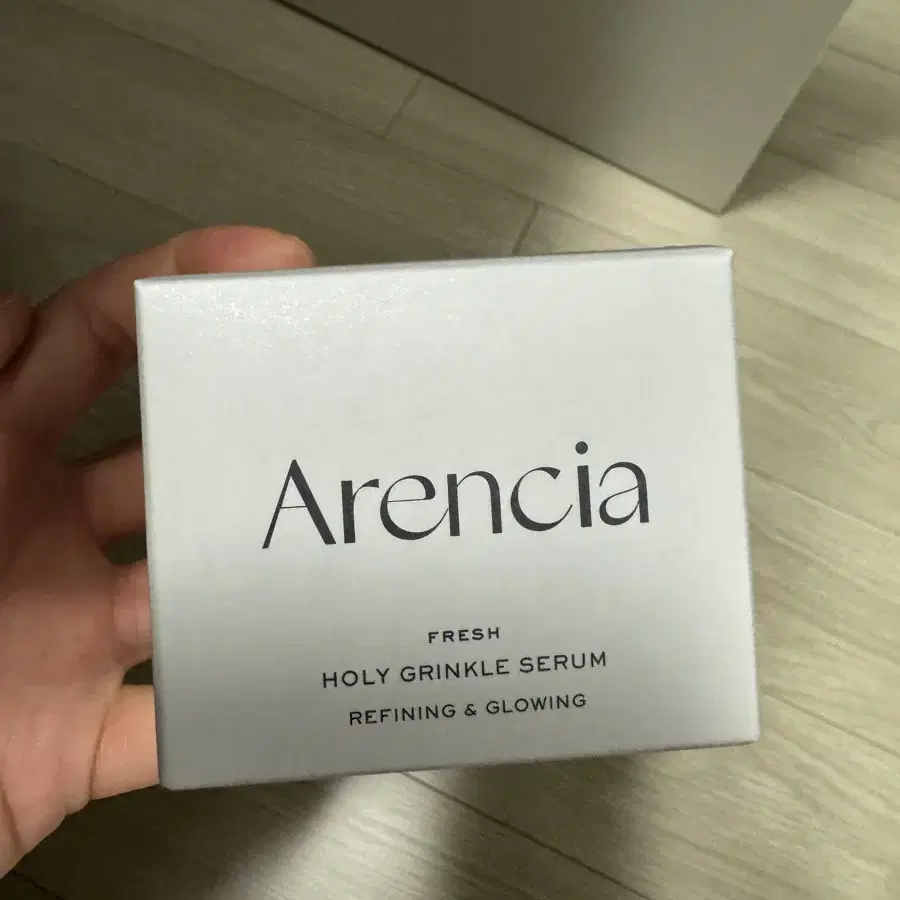 Arencia
FRESH
HOLY GRINKLE SERUM
REFINING & GLOWING